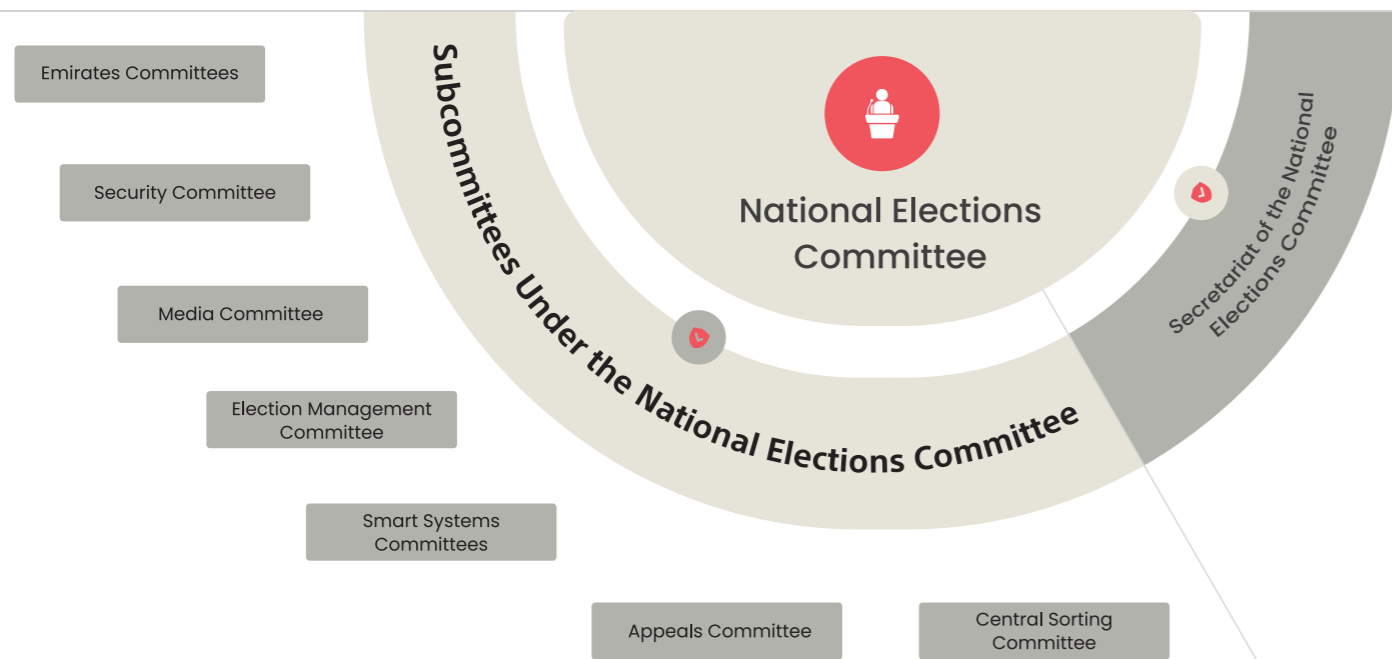 National Elections
Committee
Subcommittees Under the National Elections Committee
Secretariat of the National
Elections Committee
Emirates Committees
Security Committee
Media Committee
Election Management
Committee
Smart Systems
Committees
Appeals Committee
Central Sorting
Committee